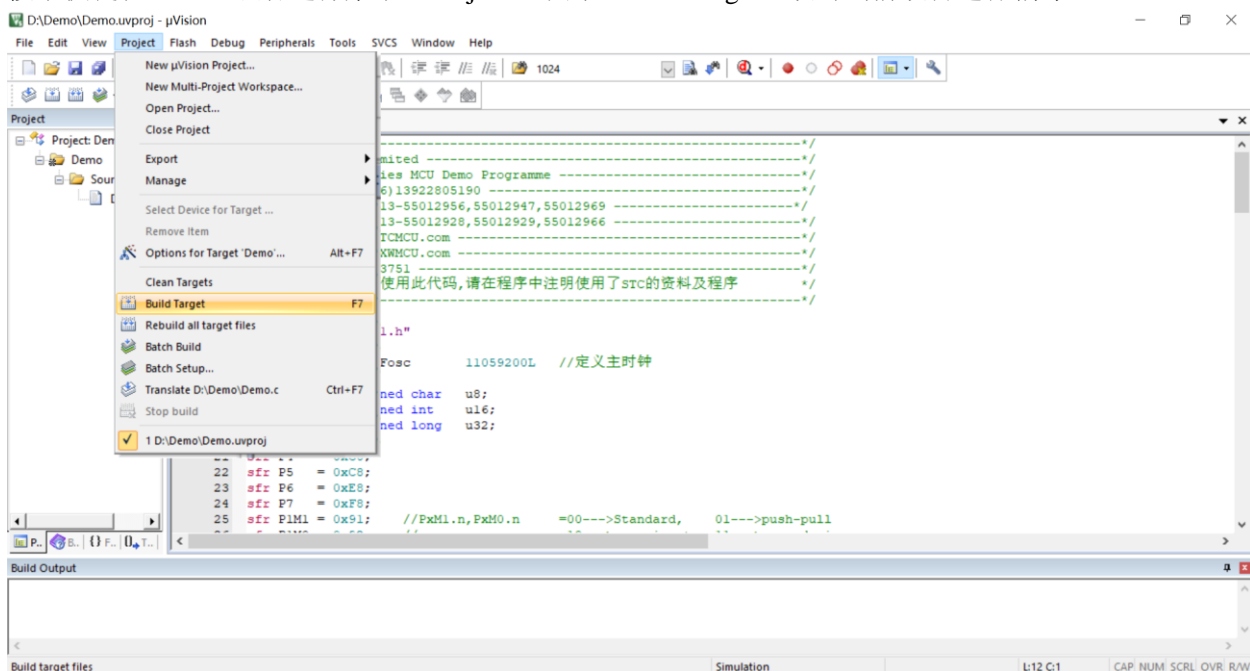 D:\Demo\Demo.uvproj - µVision
File Edit View Project Flash Debug Peripherals Tools SVCS Window Help
1024
Project
Project: Dem
Demo
Sour
New µVision Project...
New Multi-Project Workspace...
Open Project...
Close Project
Export
Manage
Select Device for Target ...
Remove Item
Options for Target 'Demo'... Alt+F7
Clean Targets
Build Target F7
Rebuild all target files
Batch Build
Batch Setup...
Translate D:\Demo\Demo.c Ctrl+F7
Stop build
1 D:\Demo\Demo.uvproj
---------------------------------------------------*/
mited ------------------------------------------------*/
ies MCU Demo Programme -------------------------------*/
6)13922805190 ----------------------------------------*/
13-55012956,55012947,55012969 -----------------------*/
13-55012928,55012929,55012966 ------------------------*/
TCMCU.com --------------------------------------------*/
XWMCU.com --------------------------------------------*/
3751 -------------------------------------------------*/
使用此代码,请在程序中注明使用了STC的资料及程序 */
------------------------------------------------------*/
1.h"
Fosc 11059200L //定义主时钟
ned char u8;
ned int u16;
ned long u32;
22 sfr P5 = 0xC8;
23 sfr P6 = 0xE8;
24 sfr P7 = 0xF8;
25 sfr P1M1 = 0x91; //PxM1.n,PxM0.n =00--->Standard, 01--->push-pull
P.. B.. {} F.. 0 T..
Build Output
Build target files Simulation L:12 C:1 CAP NUM SCRL OVR R/W